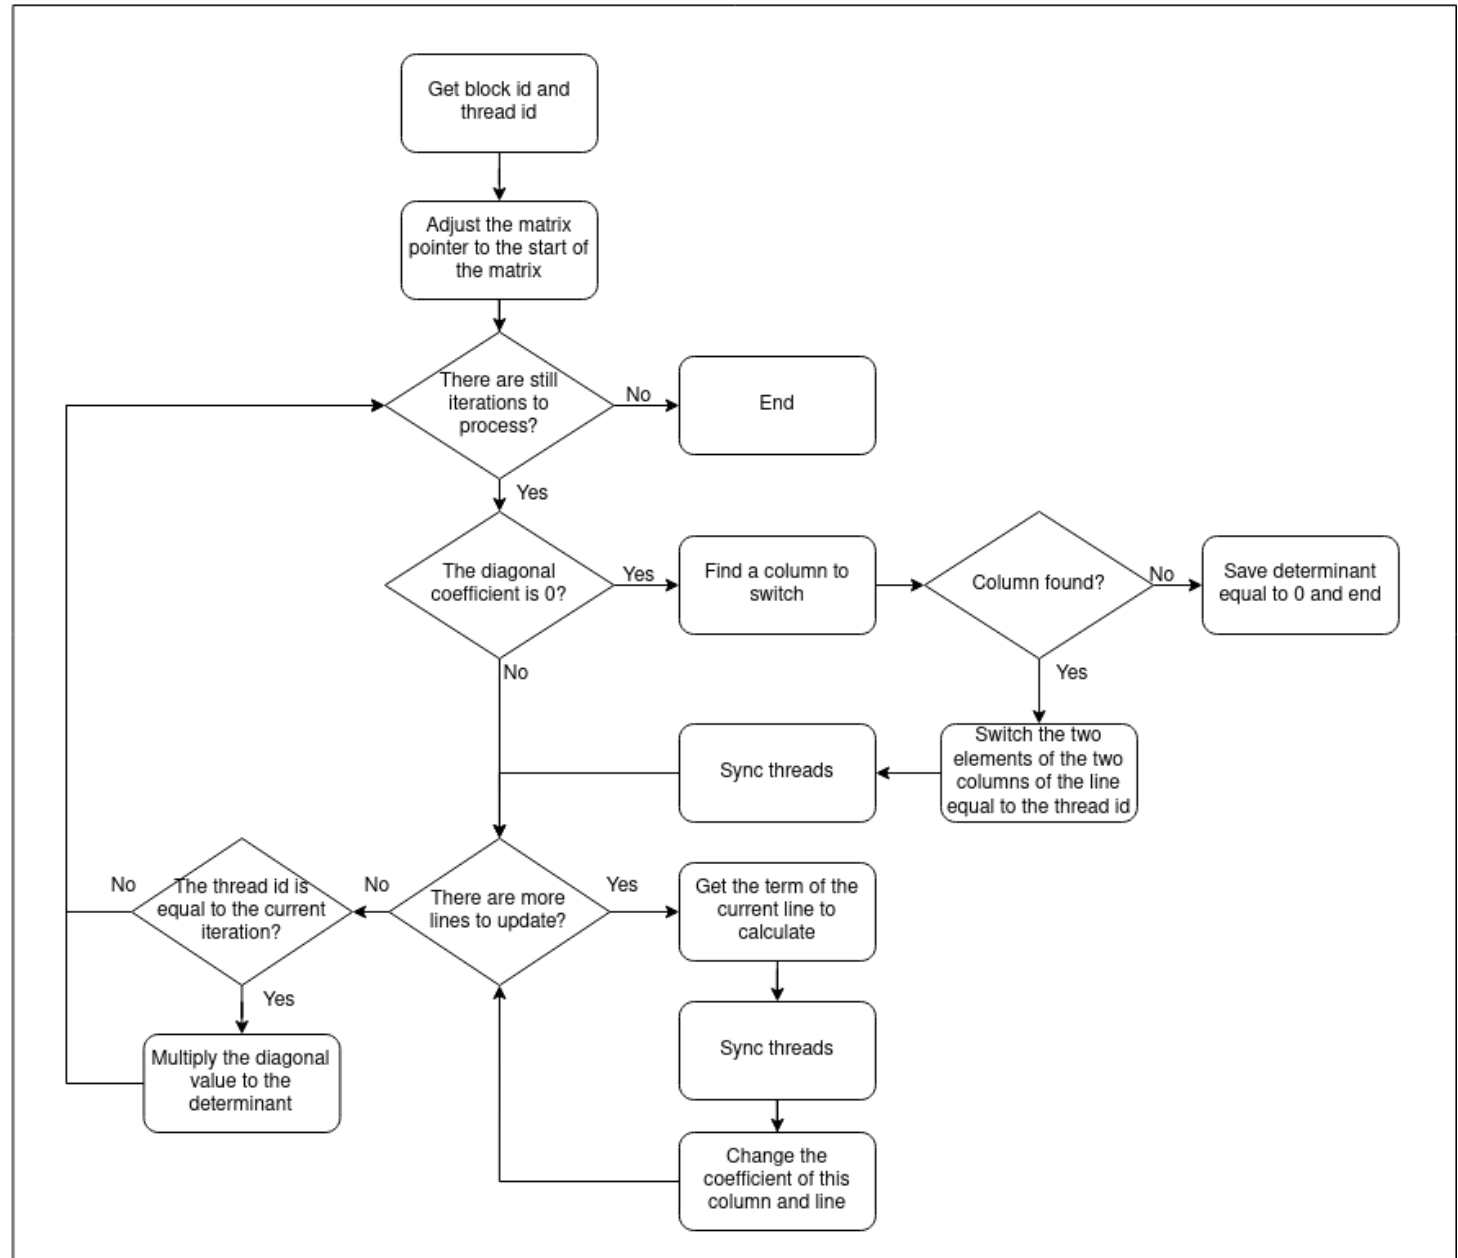 Get block id and
thread id
Adjust the matrix
pointer to the start of
the matrix
There are still
iterations to
process?
No
End
Yes
The diagonal
coefficient is 0?
Yes
Find a column to
switch
Column found?
No
Save determinant
equal to 0 and end
No
Yes
Switch the two
elements of the two
columns of the line
equal to the thread id
Sync threads
No
The thread id is
equal to the current
iteration?
No
There are more
lines to update?
Yes
Get the term of the
current line to
calculate
Yes
Multiply the diagonal
value to the
determinant
Sync threads
Change the
coefficient of this
column and line